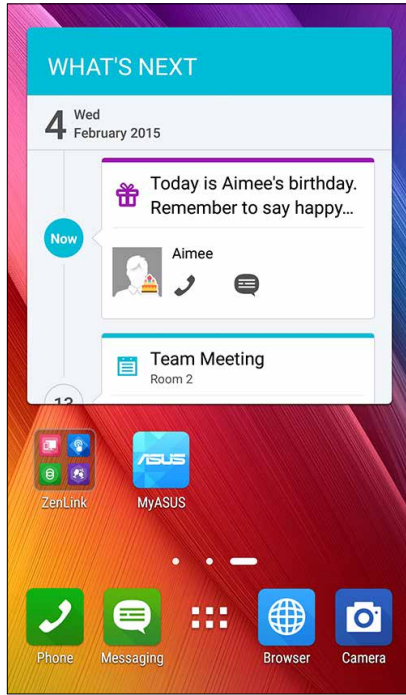 WHAT'S NEXT
4
Wed
February 2015
Today is Aimee's birthday.
Remember to say happy...
Now
Aimee
Team Meeting
Room 2
13
ASUS
ZenLink
MyASUS
Phone
Messaging
Browser
Camera